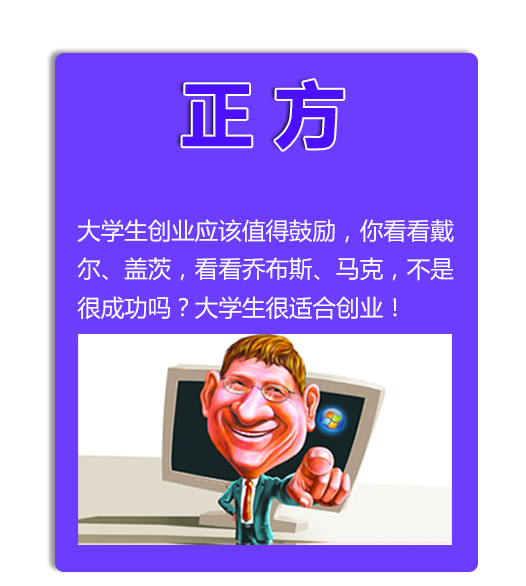 正方
大学生创业应该值得鼓励，你看看戴
尔、盖茨，看看乔布斯、马克，不是
很成功吗？大学生很适合创业！